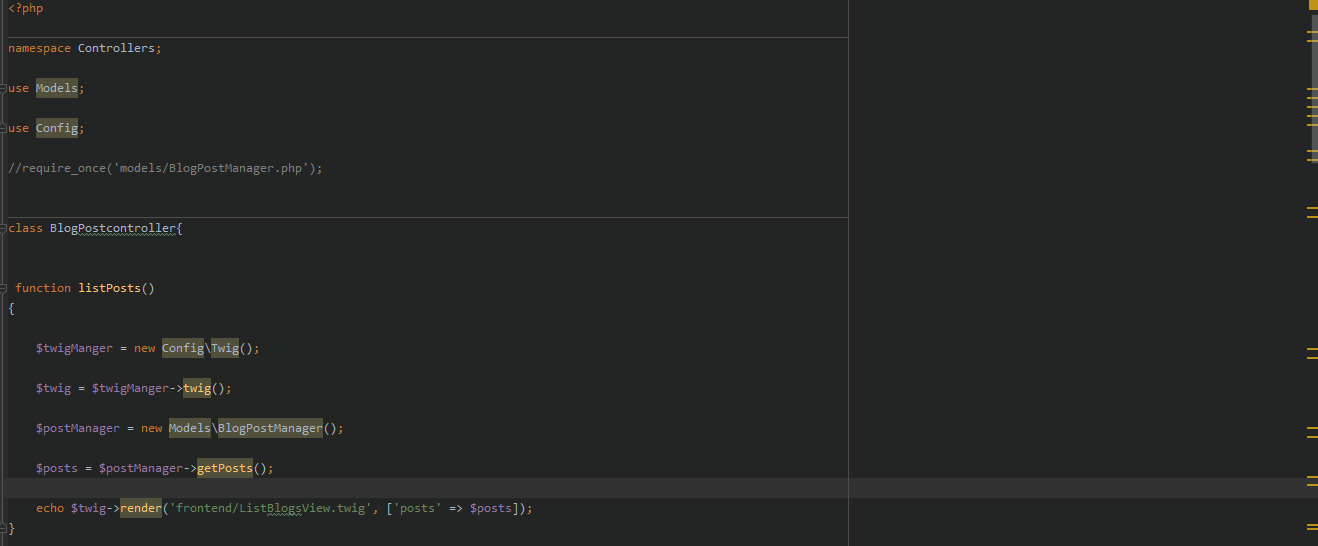 <?php
namespace Controllers;
use Models;
use Config;
//require_once('models/BlogPostManager.php');
class BlogPostcontroller{
function listPosts()
{
$twigManger = new Config\Twig();
$twig = $twigManger->twig();
$postManager = new Models\BlogPostManager();
$posts = $postManager->getPosts();
echo $twig->render('frontend/ListBlogsView.twig', ['posts' => $posts]);
}